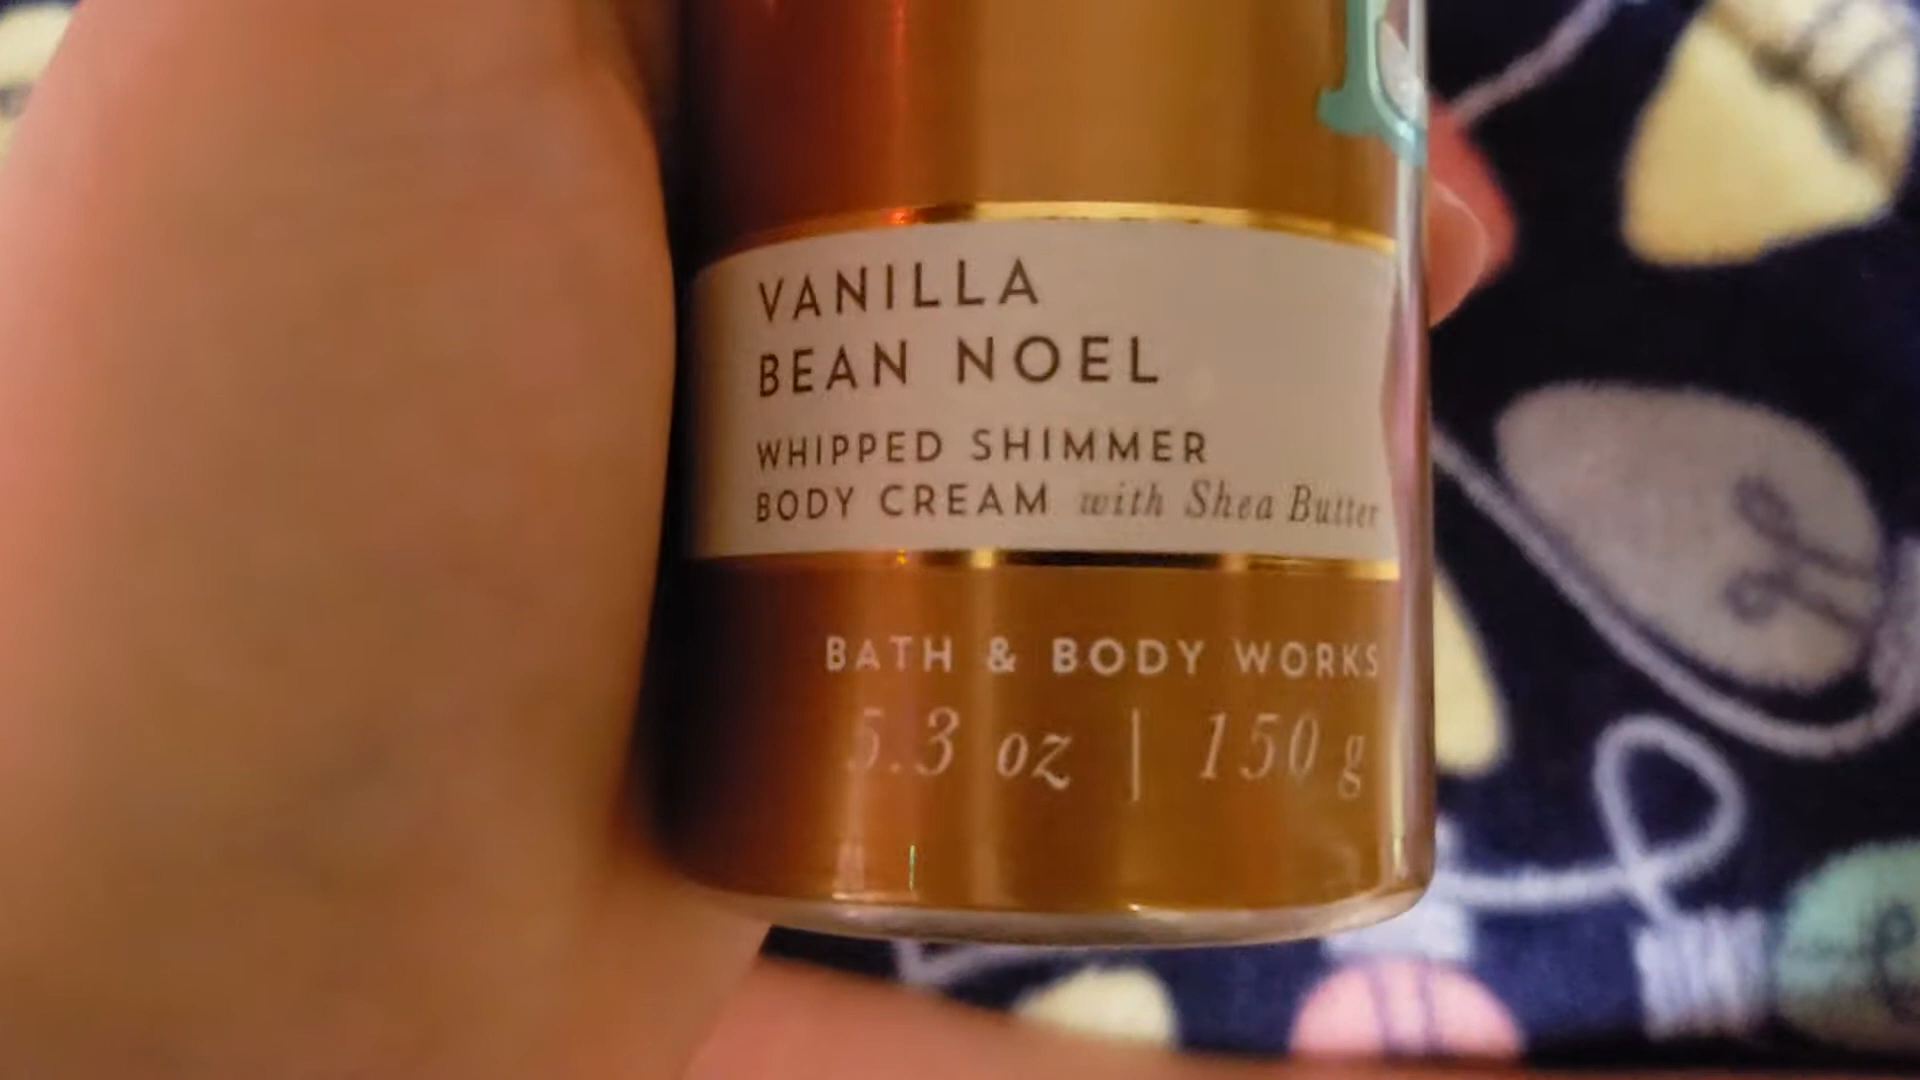 VANILLA
BEAN NOEL
WHIPPED SHIMMER
BODY CREAM with Shea Butter
BATH & BODY WORKS
5.3 oz | 150 g